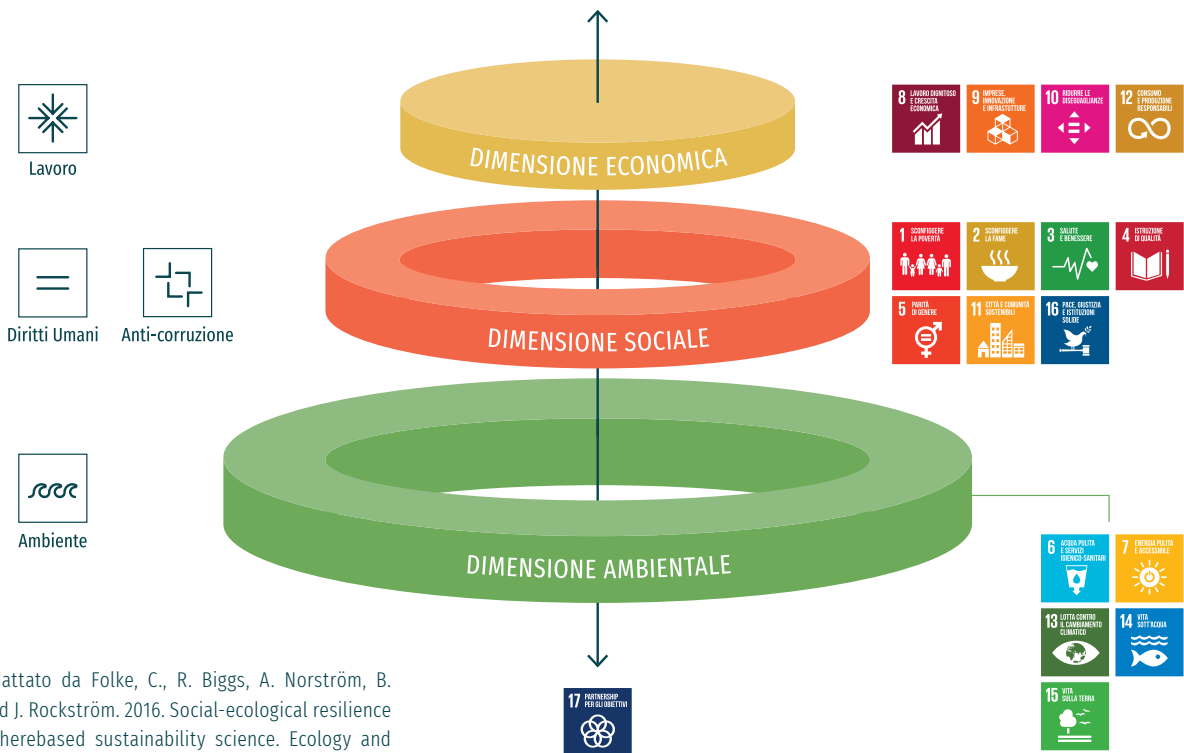 DIMENSIONE ECONOMICA
Lavoro
8 LAVORO DIGNITOSO
E CRESCITA
ECONOMICA
9 IMPRESE,
INNOVAZIONE
E INFRASTRUTTURE
10 RIDURRE LE
DISEGUAGLIANZE
12 CONSUMO
E PRODUZIONE
RESPONSABILI
DIMENSIONE SOCIALE
Diritti Umani
Anti-corruzione
1 SCONFIGGERE
LA POVERTÀ
2 SCONFIGGERE
LA FAME
3 SALUTE
E BENESSERE
4 ISTRUZIONE
DI QUALITÀ
5 PARITÀ
DI GENERE
11 CITTÀ E COMUNITÀ
SOSTENIBILI
16 PACE, GIUSTIZIA
E ISTITUZIONI
SOLIDE
DIMENSIONE AMBIENTALE
Ambiente
6 ACQUA PULITA
E SERVIZI
IGIENICO-SANITARI
7 ENERGIA PULITA
E ACCESSIBILE
13 LOTTA CONTRO
IL CAMBIAMENTO
CLIMATICO
14 VITA
SOTT'ACQUA
15 VITA
SULLA TERRA
17 PARTNERSHIP
PER GLI OBIETTIVI
attato da Folke, C., R. Biggs, A. Norström, B.
d J. Rockström. 2016. Social-ecological resilience
herebased sustainability science. Ecology and